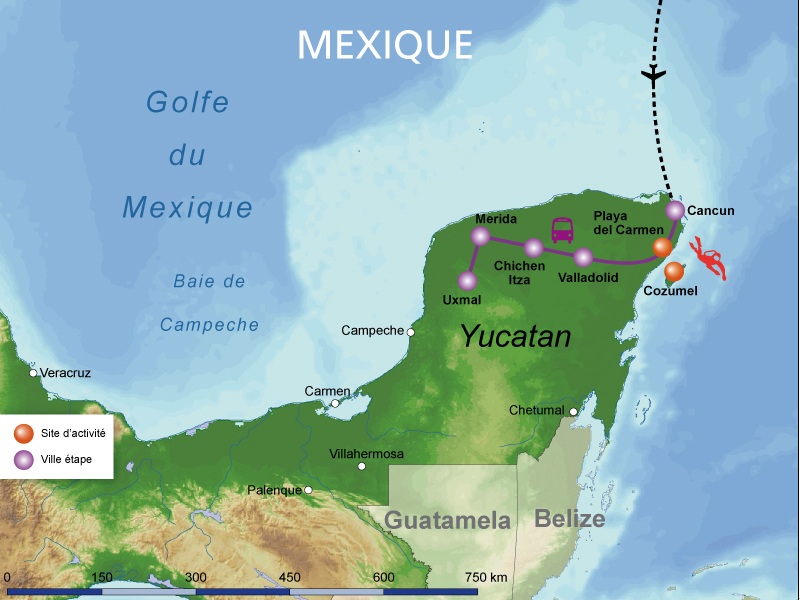 MEXIQUE
Golfe
du
Mexique
Baie de
Campeche
Cancun
Merida
Playa
del Carmen
Chichen
Itza
Valladolid
Cozumel
Uxmal
Campeche
Yucatan
Veracruz
Carmen
Chetumal
Site d'activité
Ville étape
Villahermosa
Palenque
Guatamela
Belize
0 150 300 450 600 750 km